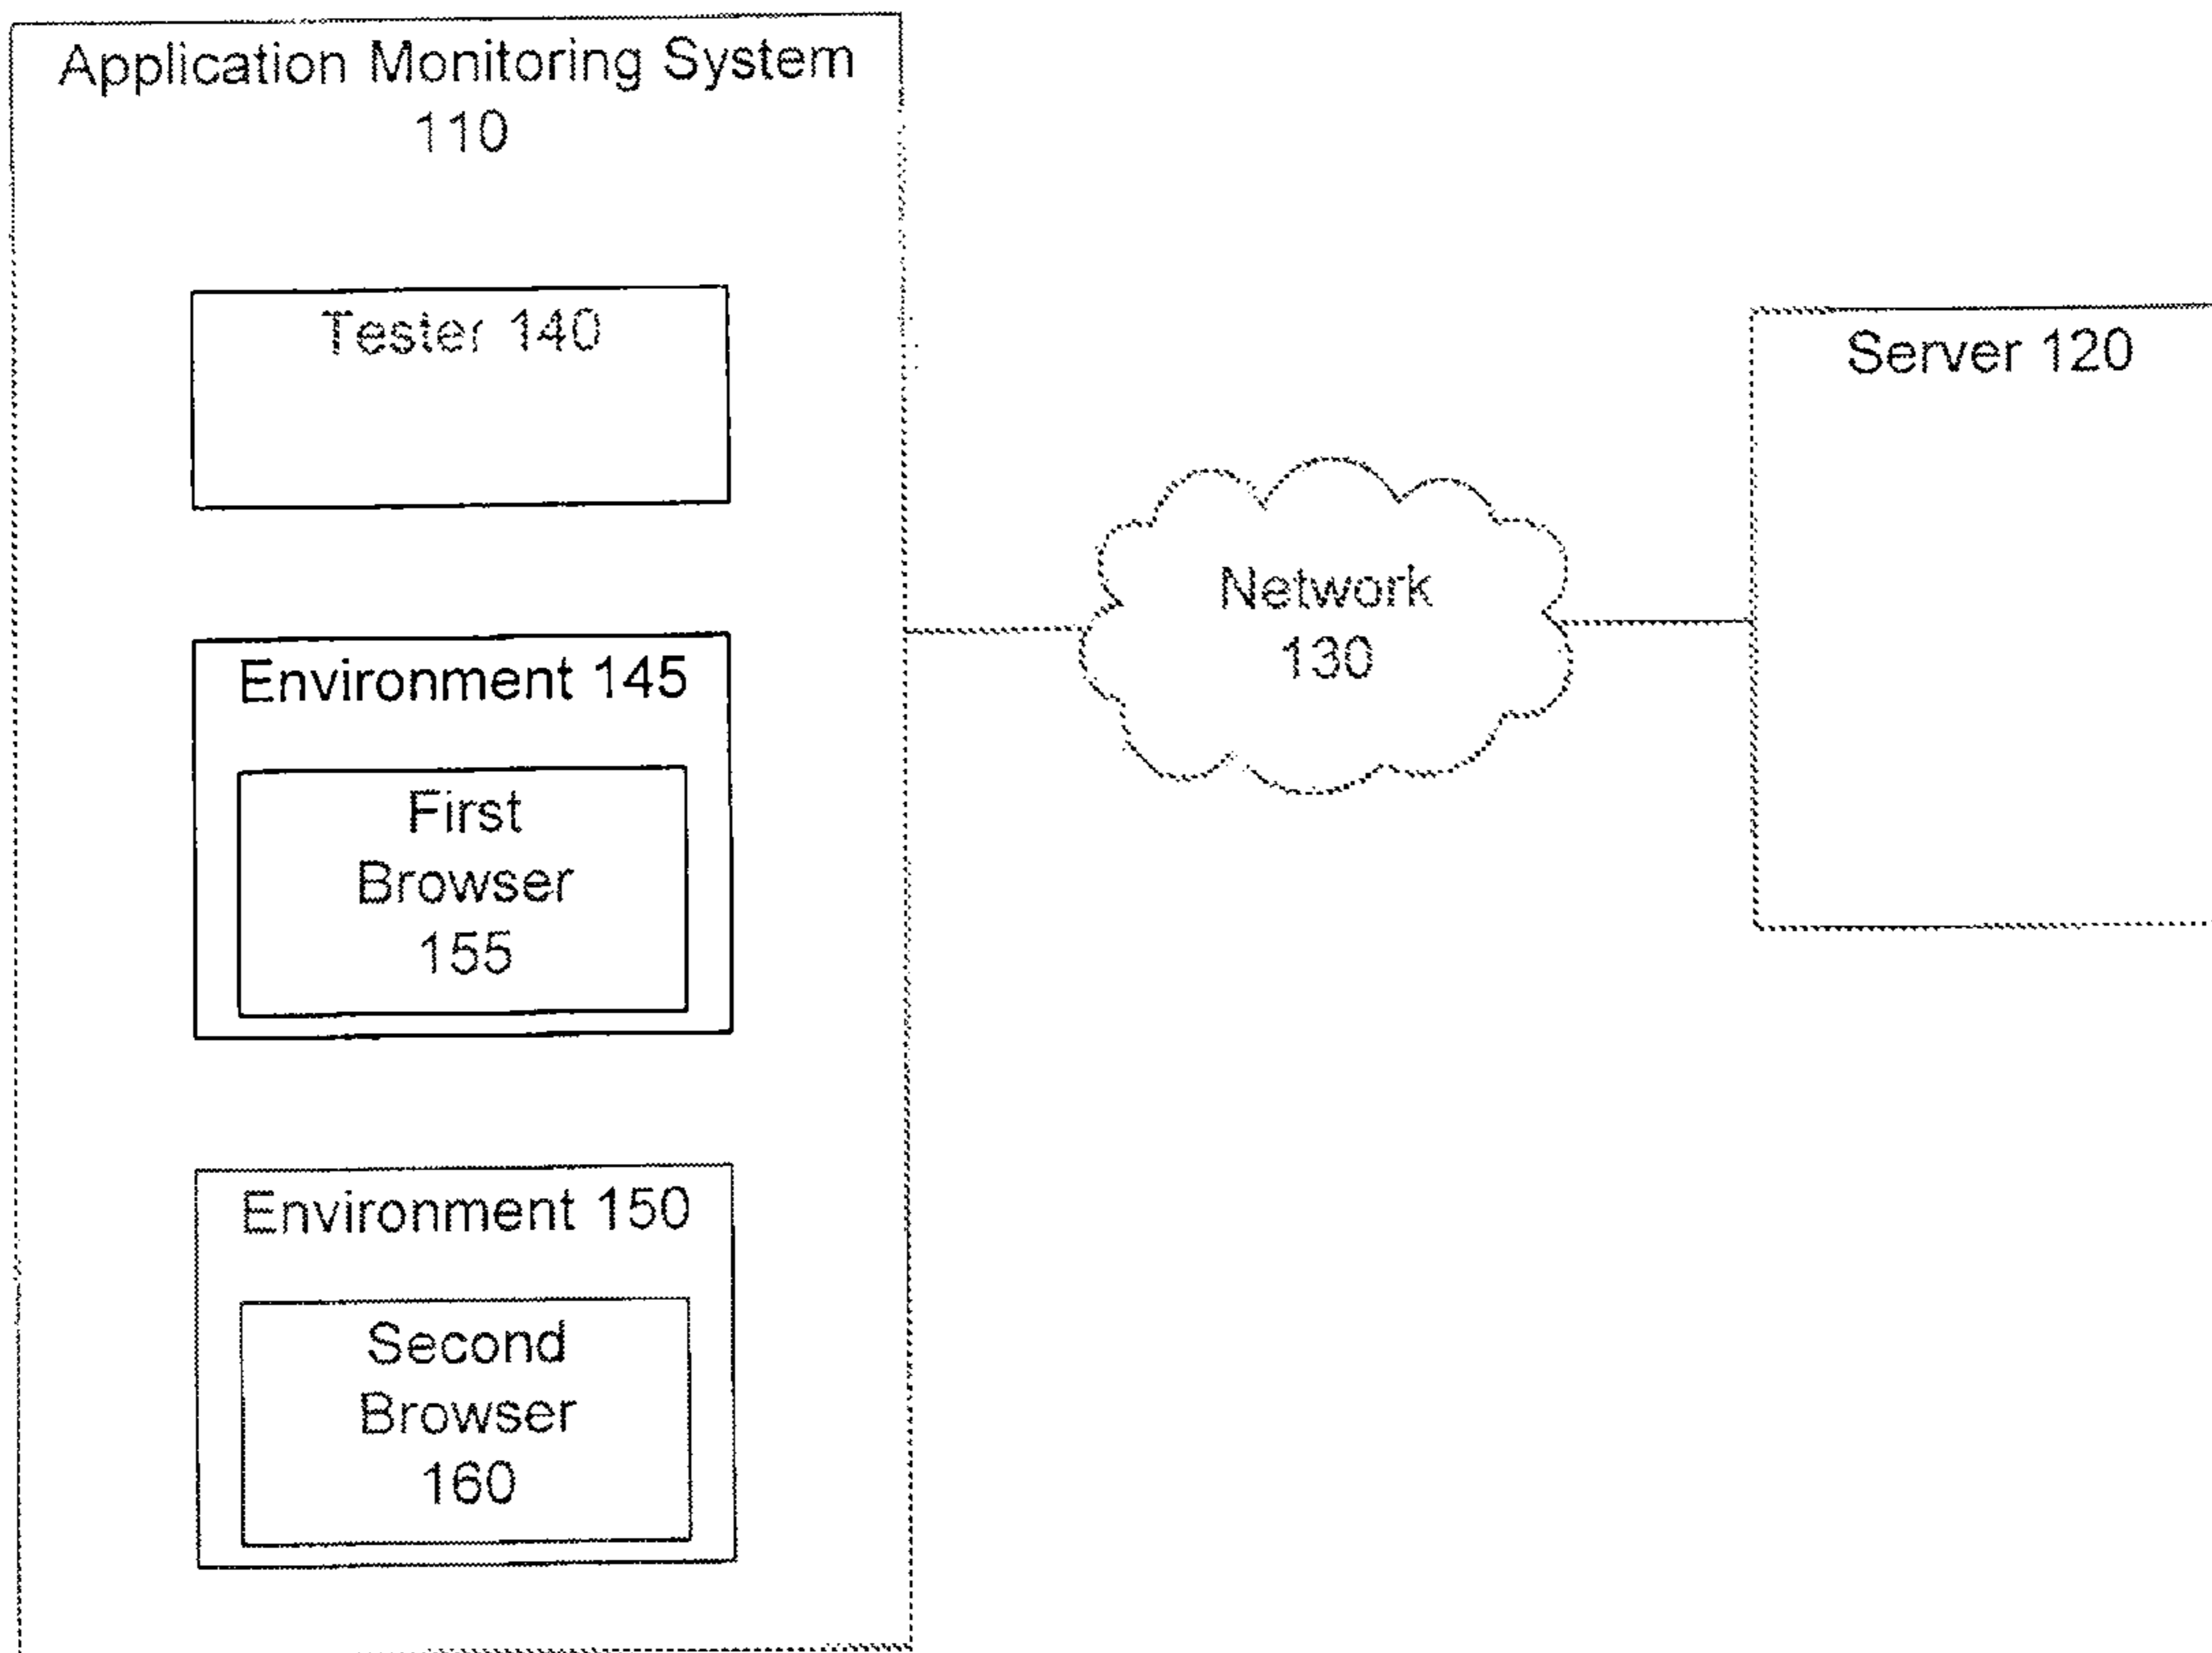 Application Monitoring System
110
Tester 140
Environment 145
First
Browser
155
Environment 150
Second
Browser
160
Network
130
Server 120